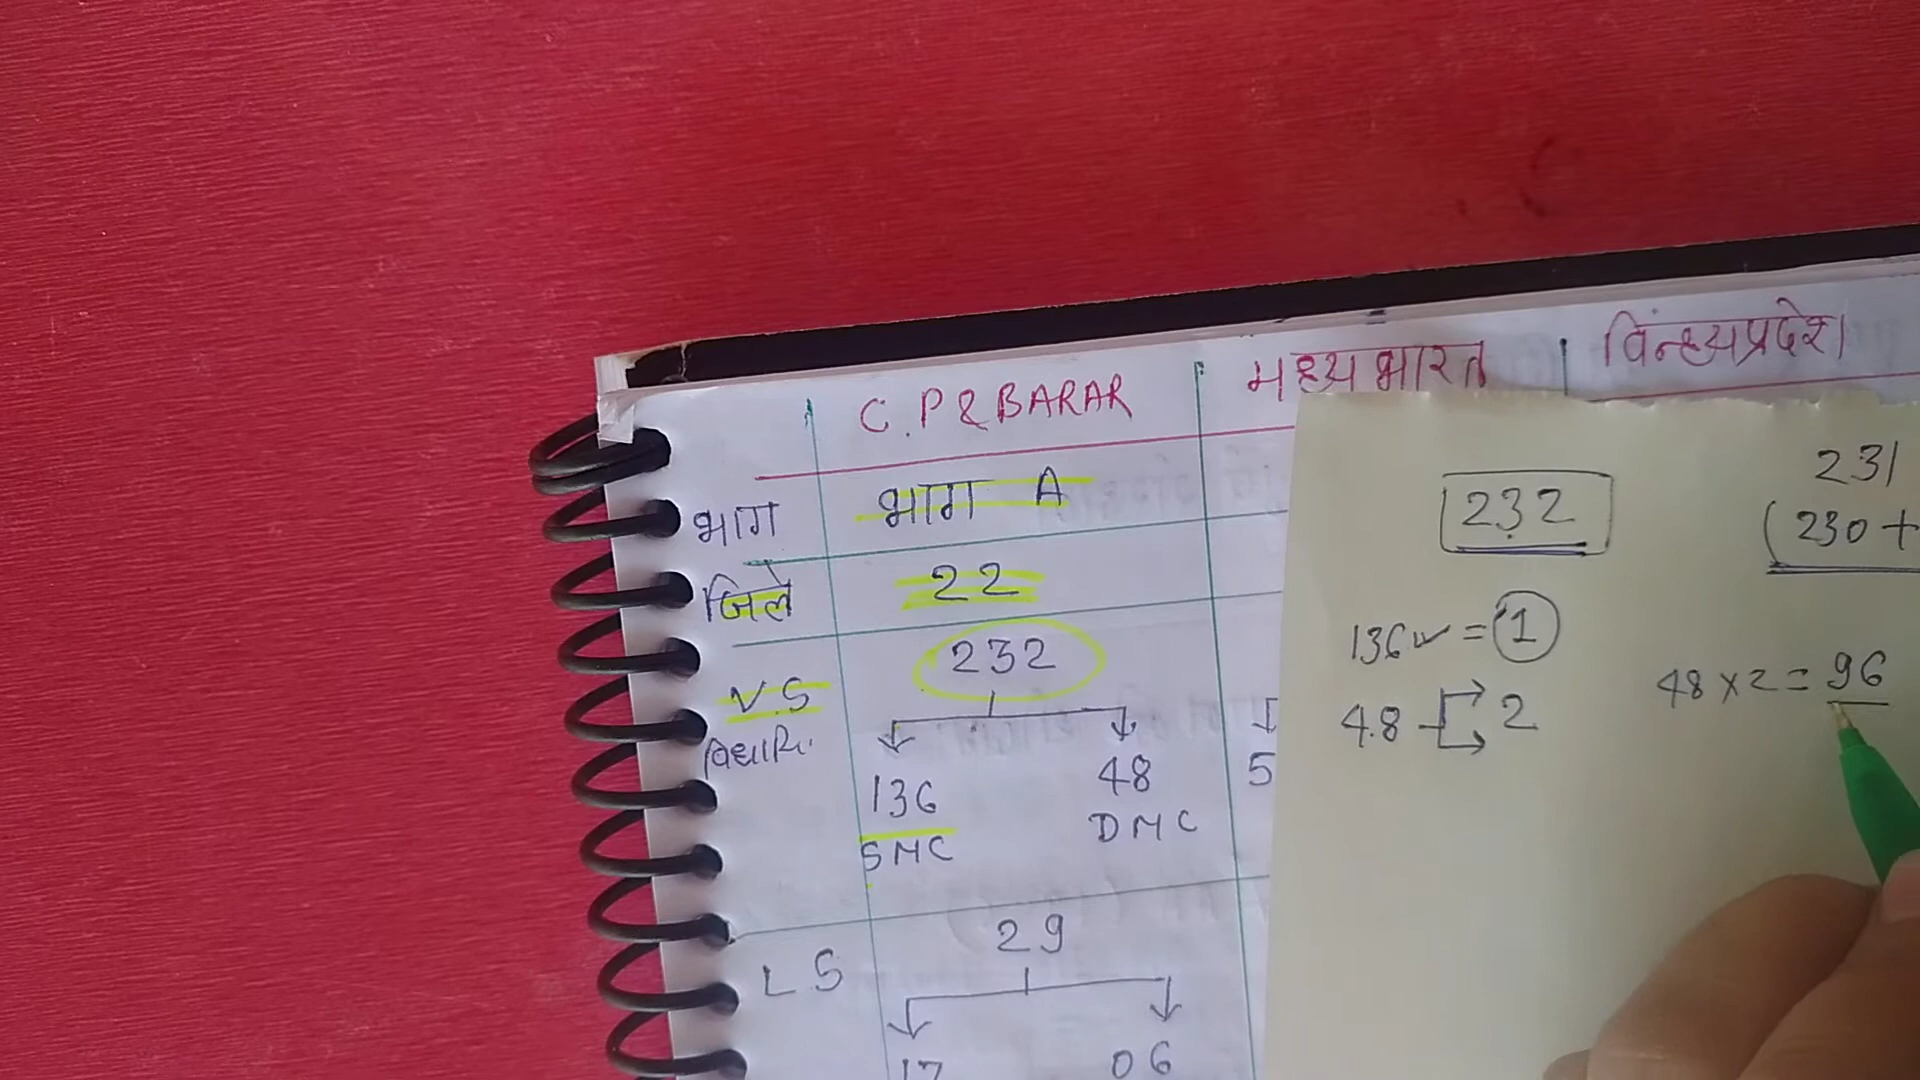 C.P & BARAR
मध्य भारत
विन्ध्यप्रदेश
भाग
भाग A
जिले
22
V.S
232
136
SMC
48
DMC
5
L S
29
17
06
232
231
(230+
136✓ = 1
48 → 2
48 × 2 = 96